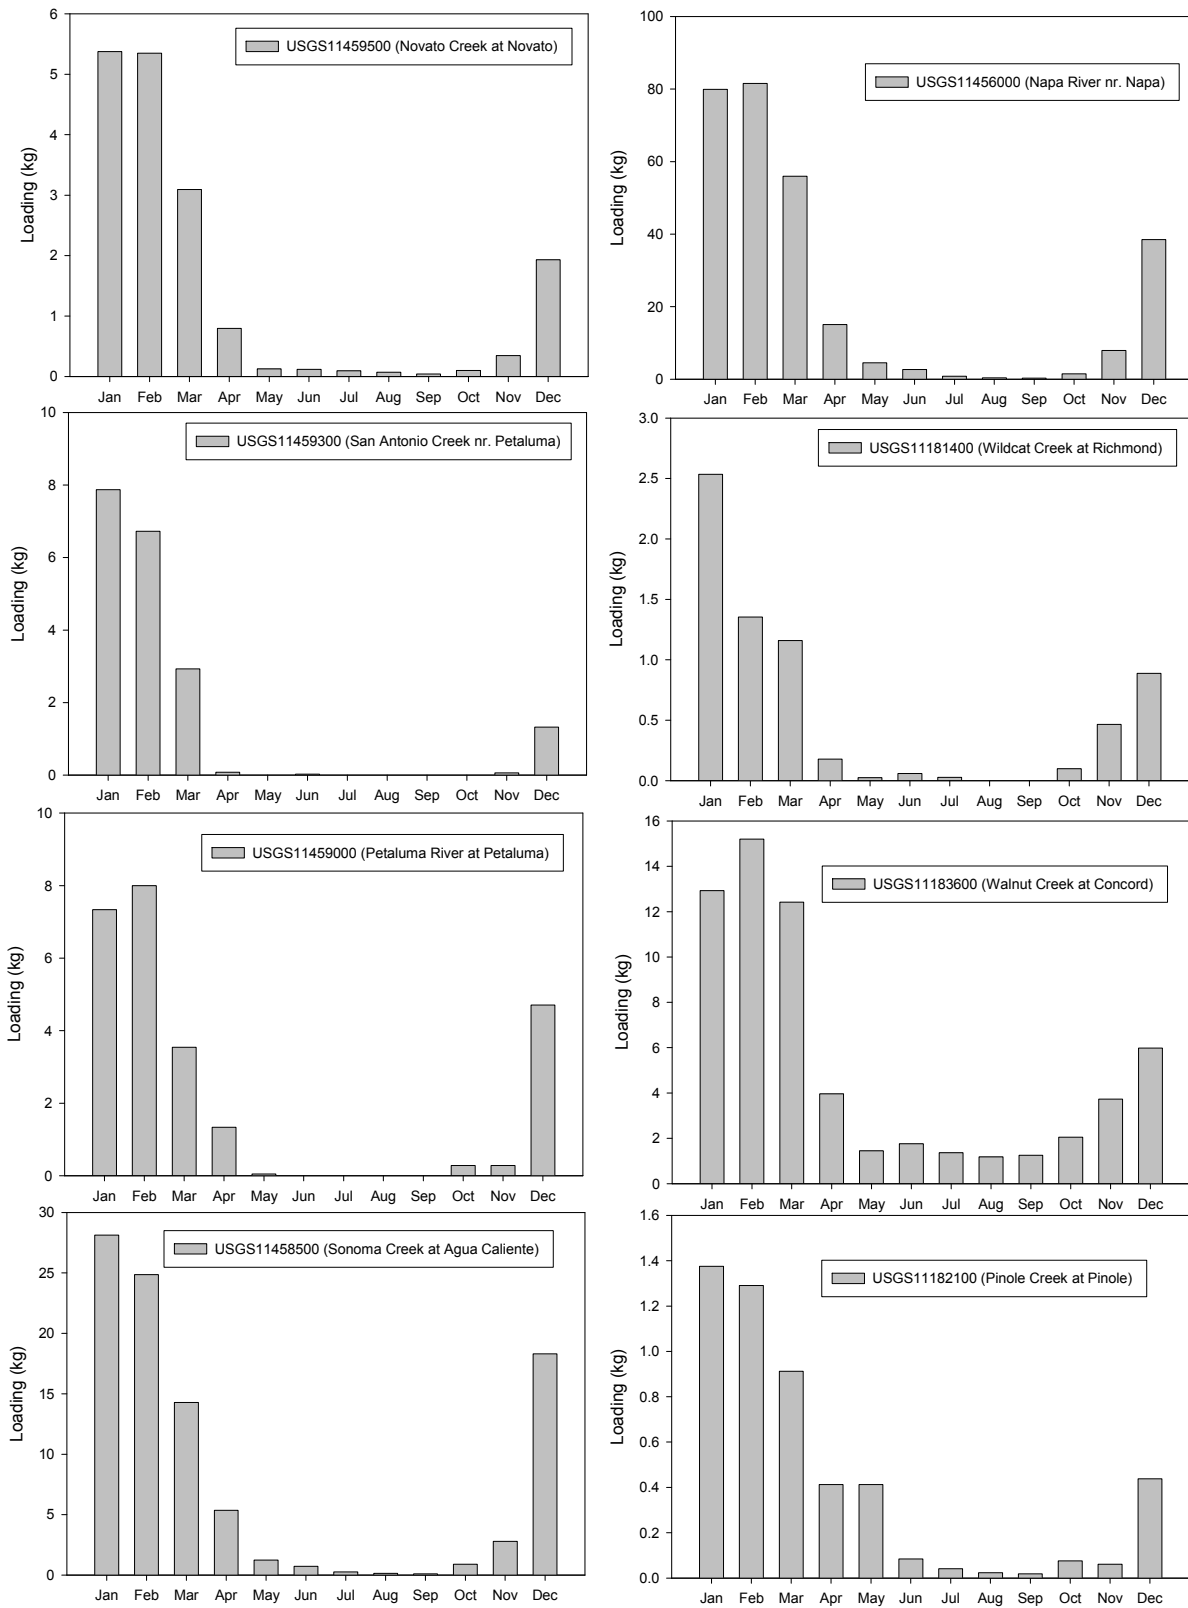 USGS11459500 (Novato Creek at Novato)
Loading (kg)
6
5
4
3
2
1
0
Jan Feb Mar Apr May Jun Jul Aug Sep Oct Nov Dec
USGS11456000 (Napa River nr. Napa)
Loading (kg)
100
80
60
40
20
0
Jan Feb Mar Apr May Jun Jul Aug Sep Oct Nov Dec
USGS11459300 (San Antonio Creek nr. Petaluma)
Loading (kg)
10
8
6
4
2
0
Jan Feb Mar Apr May Jun Jul Aug Sep Oct Nov Dec
USGS11181400 (Wildcat Creek at Richmond)
Loading (kg)
3.0
2.5
2.0
1.5
1.0
0.5
0.0
Jan Feb Mar Apr May Jun Jul Aug Sep Oct Nov Dec
USGS11459000 (Petaluma River at Petaluma)
Loading (kg)
10
8
6
4
2
0
Jan Feb Mar Apr May Jun Jul Aug Sep Oct Nov Dec
USGS11183600 (Walnut Creek at Concord)
Loading (kg)
16
14
12
10
8
6
4
2
0
Jan Feb Mar Apr May Jun Jul Aug Sep Oct Nov Dec
USGS11458500 (Sonoma Creek at Agua Caliente)
Loading (kg)
30
25
20
15
10
5
0
Jan Feb Mar Apr May Jun Jul Aug Sep Oct Nov Dec
USGS11182100 (Pinole Creek at Pinole)
Loading (kg)
1.6
1.4
1.2
1.0
0.8
0.6
0.4
0.2
0.0
Jan Feb Mar Apr May Jun Jul Aug Sep Oct Nov Dec